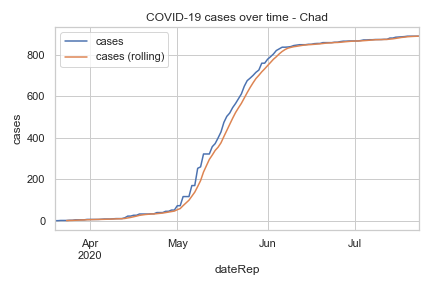 COVID-19 cases over time - Chad
cases
cases (rolling)
cases
800
600
400
200
0
Apr
2020
May
Jun
Jul
dateRep